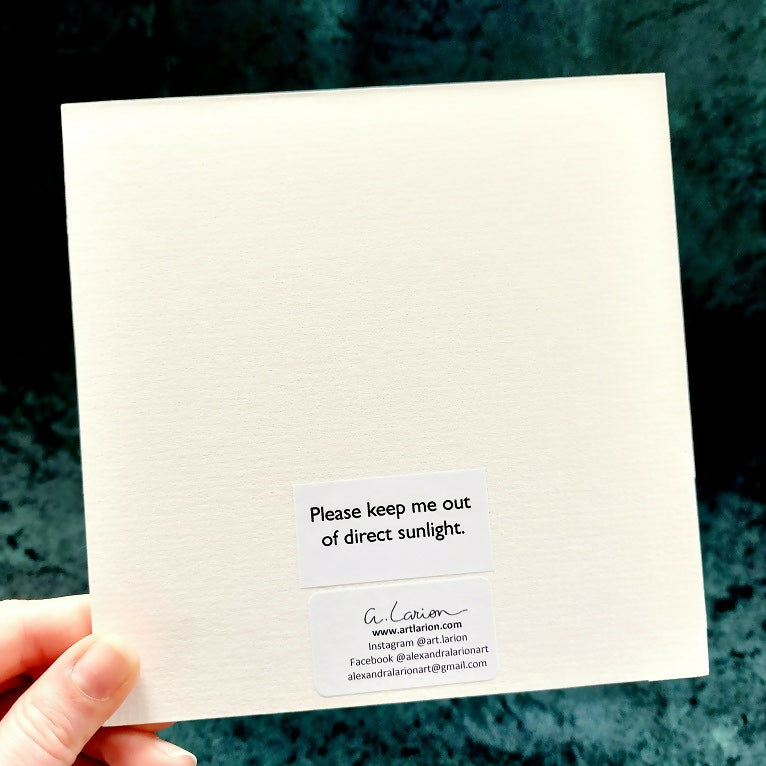 Please keep me out
of direct sunlight.
a. Larion
www.artlarion.com
Instagram @art.larion
Facebook @alexandralarionart
alexandralarionart@gmail.com